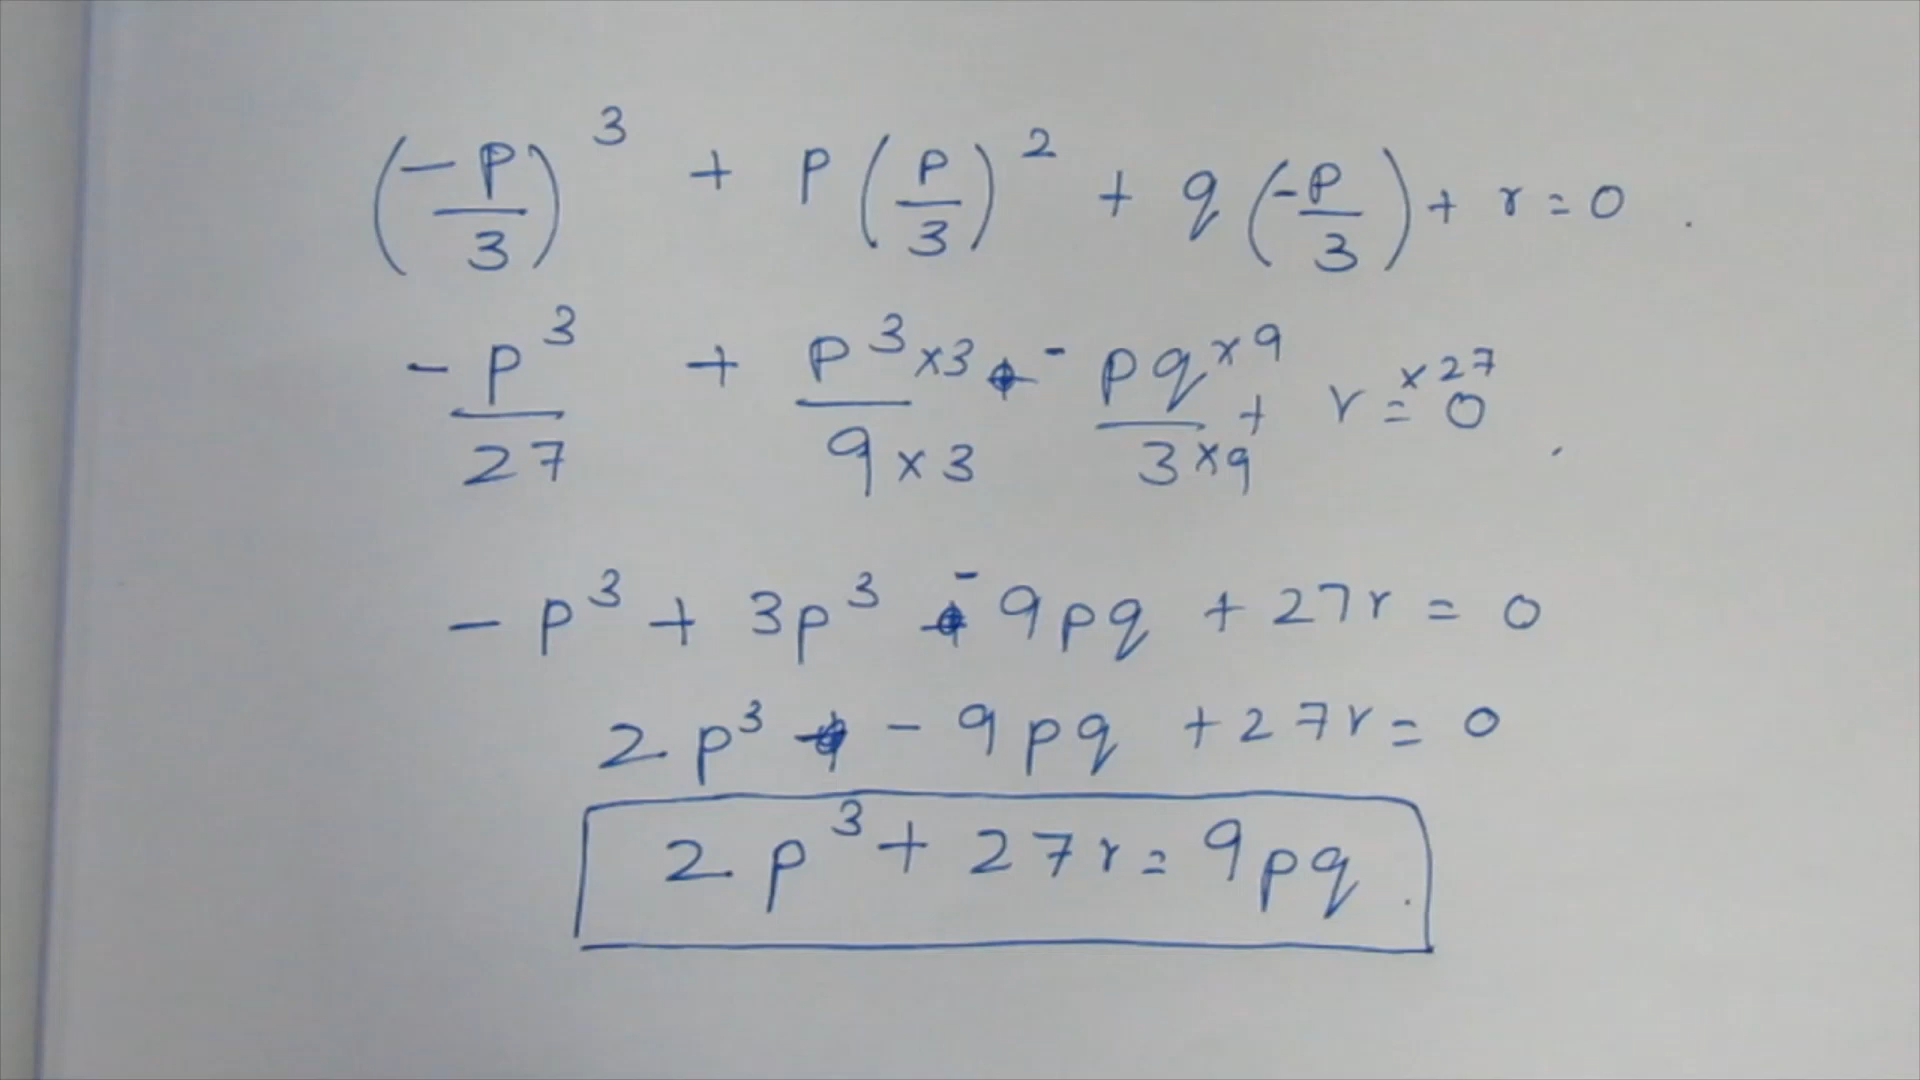 (-p/3)^3 + p(p/3)^2 + q(-p/3) + r = 0.
-p^3/27 + p^3×3/9×3 - pq×9/3×9 + r×27 = 0.
-p^3 + 3p^3 - 9pq + 27r = 0
2p^3 - 9pq + 27r = 0
2p^3 + 27r = 9pq.